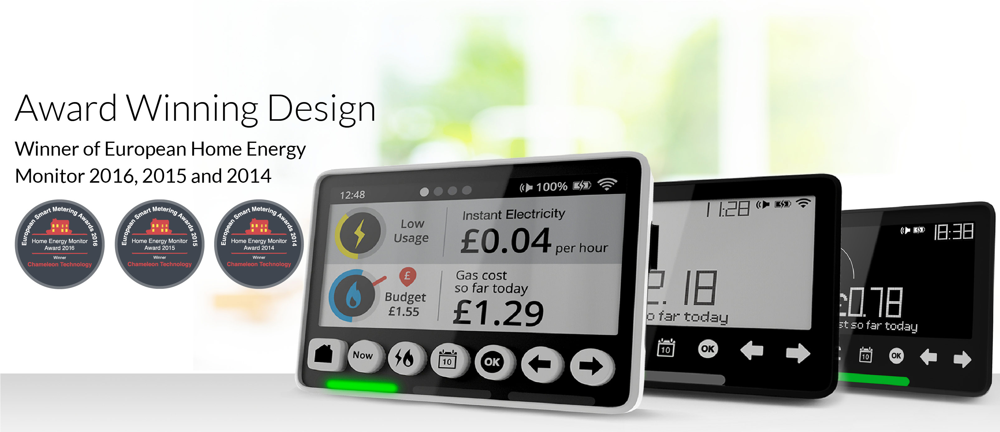 Award Winning Design
Winner of European Home Energy
Monitor 2016, 2015 and 2014
European Smart Metering Awards 2016
Home Energy Monitor
Award 2016
Winner
Chameleon Technology
European Smart Metering Awards 2015
Home Energy Monitor
Award 2015
Winner
Chameleon Technology
European Smart Metering Awards 2014
Home Energy Monitor
Award 2014
Winner
Chameleon Technology
12:48
100%
Low
Usage
Instant Electricity
£0.04 per hour
£
Budget
£1.55
Gas cost
so far today
£1.29
Now
10
OK
11:28
2.18
so far today
10
OK
18:38
£0.78
st so far today
10
OK